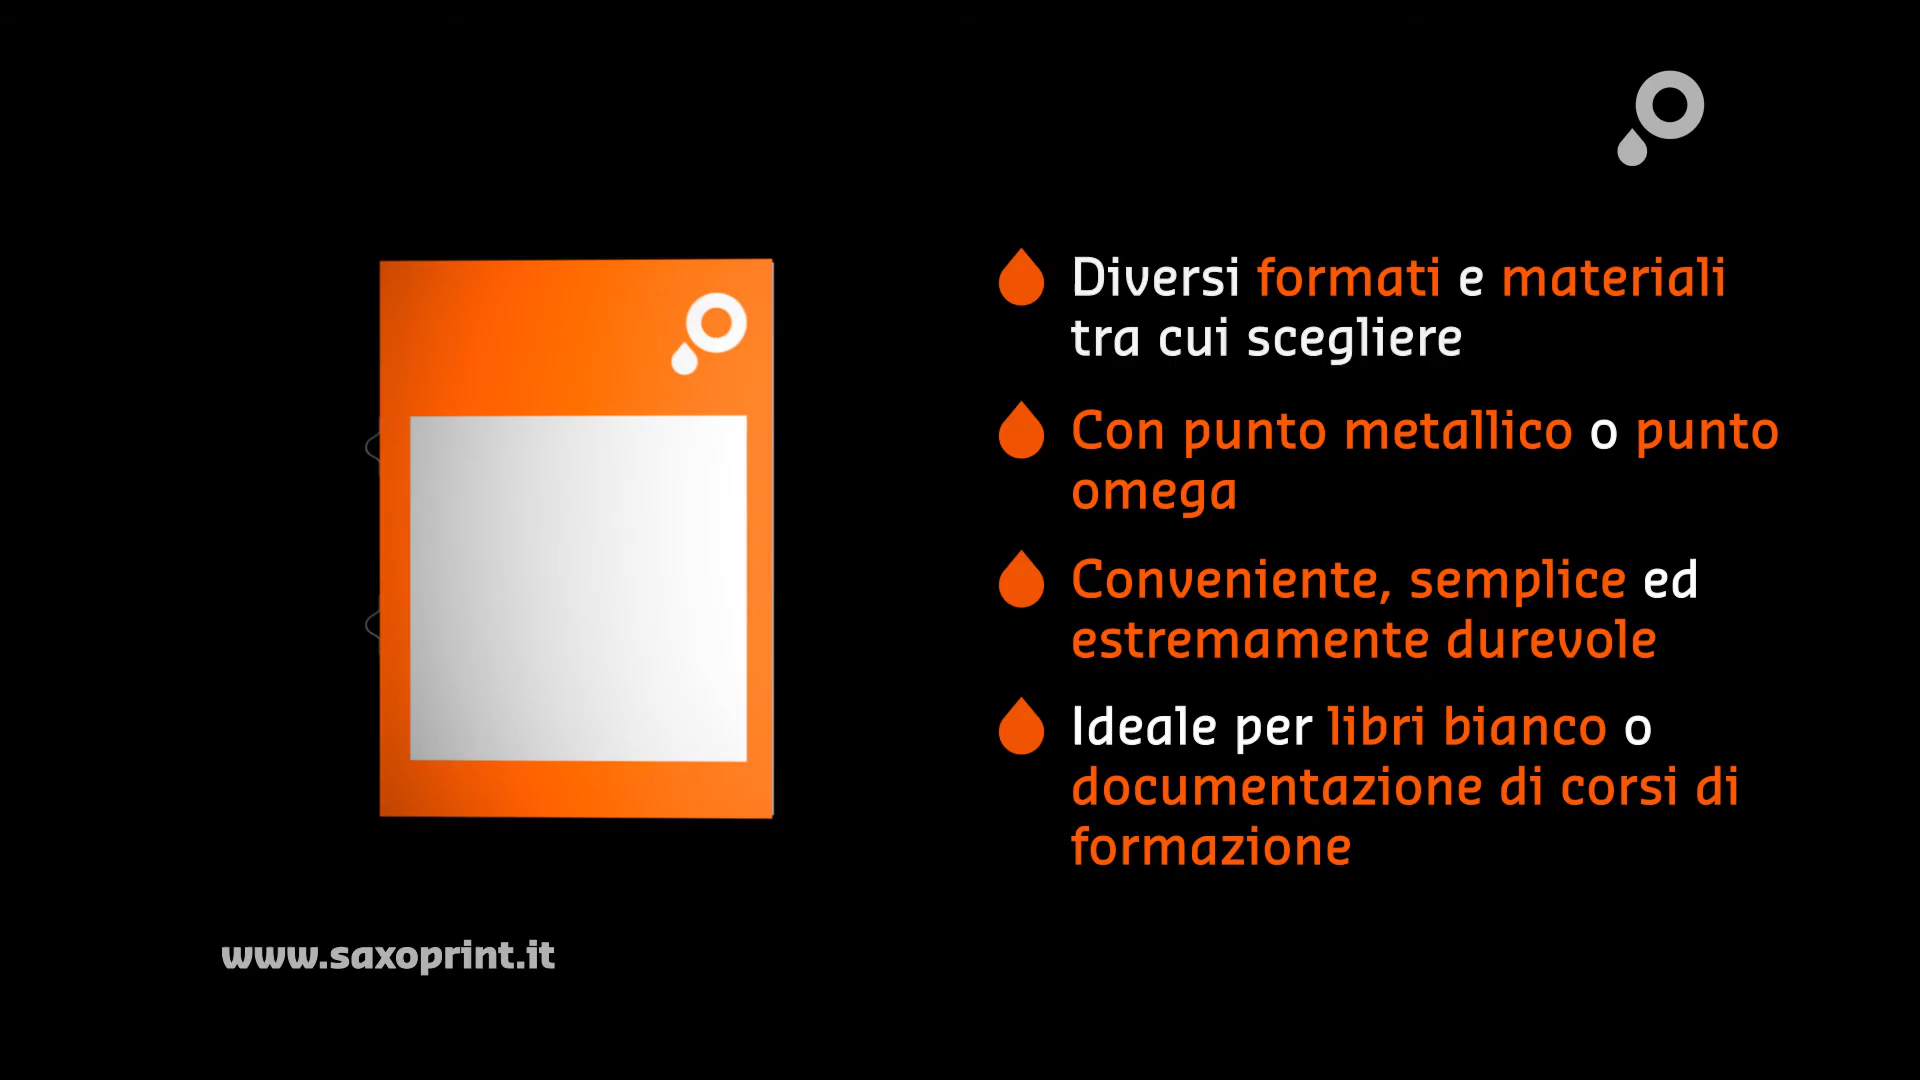 Diversi formati e materiali
tra cui scegliere
Con punto metallico o punto
omega
Conveniente, semplice ed
estremamente durevole
Ideale per libri bianco o
documentazione di corsi di
formazione
www.saxoprint.it